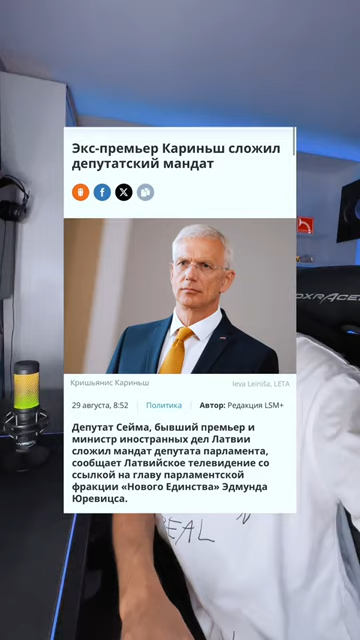 Экс-премьер Кариньш сложил
депутатский мандат
Кришьянис Кариньш
Ieva Leiniša, LETA
29 августа, 8:52
Политика
Автор: Редакция LSM+
Депутат Сейма, бывший премьер и
министр иностранных дел Латвии
сложил мандат депутата парламента,
сообщает Латвийское телевидение со
ссылкой на главу парламентской
фракции «Нового Единства» Эдмунда
Юревицса.